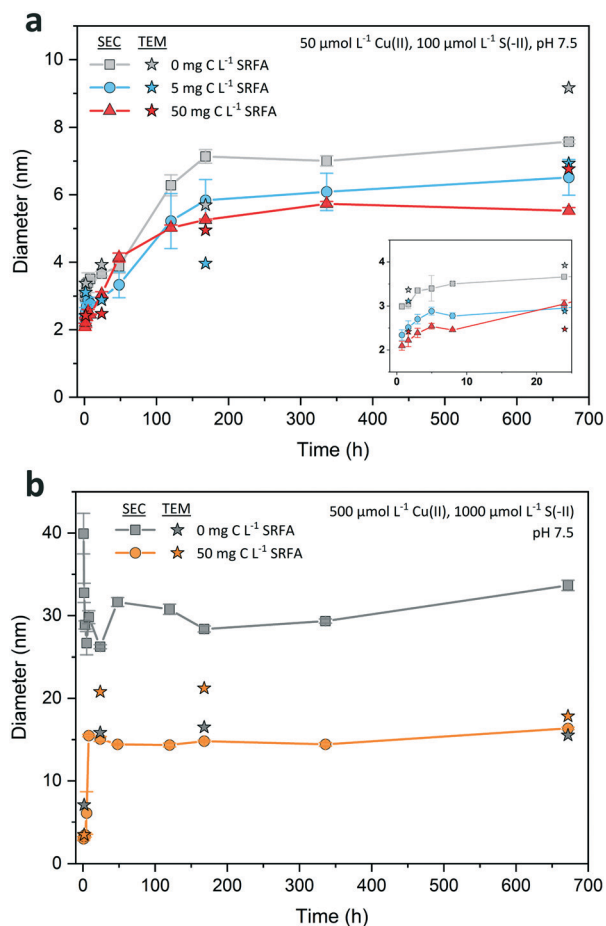 a
SEC TEM
50 µmol L⁻¹ Cu(II), 100 µmol L⁻¹ S(-II), pH 7.5
0 mg C L⁻¹ SRFA
5 mg C L⁻¹ SRFA
50 mg C L⁻¹ SRFA
Diameter (nm)
10
8
6
4
2
0
4
3
2
0 10 20
0 100 200 300 400 500 600 700
Time (h)
b
SEC TEM
500 µmol L⁻¹ Cu(II), 1000 µmol L⁻¹ S(-II)
pH 7.5
0 mg C L⁻¹ SRFA
50 mg C L⁻¹ SRFA
Diameter (nm)
40
30
20
10
0
0 100 200 300 400 500 600 700
Time (h)